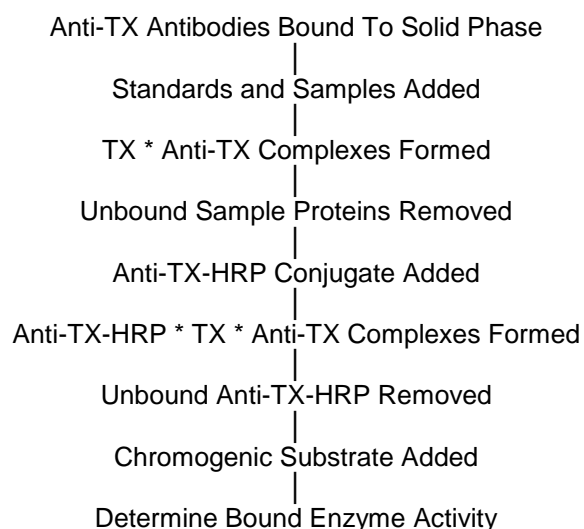 Anti-TX Antibodies Bound To Solid Phase
Standards and Samples Added
TX * Anti-TX Complexes Formed
Unbound Sample Proteins Removed
Anti-TX-HRP Conjugate Added
Anti-TX-HRP * TX * Anti-TX Complexes Formed
Unbound Anti-TX-HRP Removed
Chromogenic Substrate Added
Determine Bound Enzyme Activity